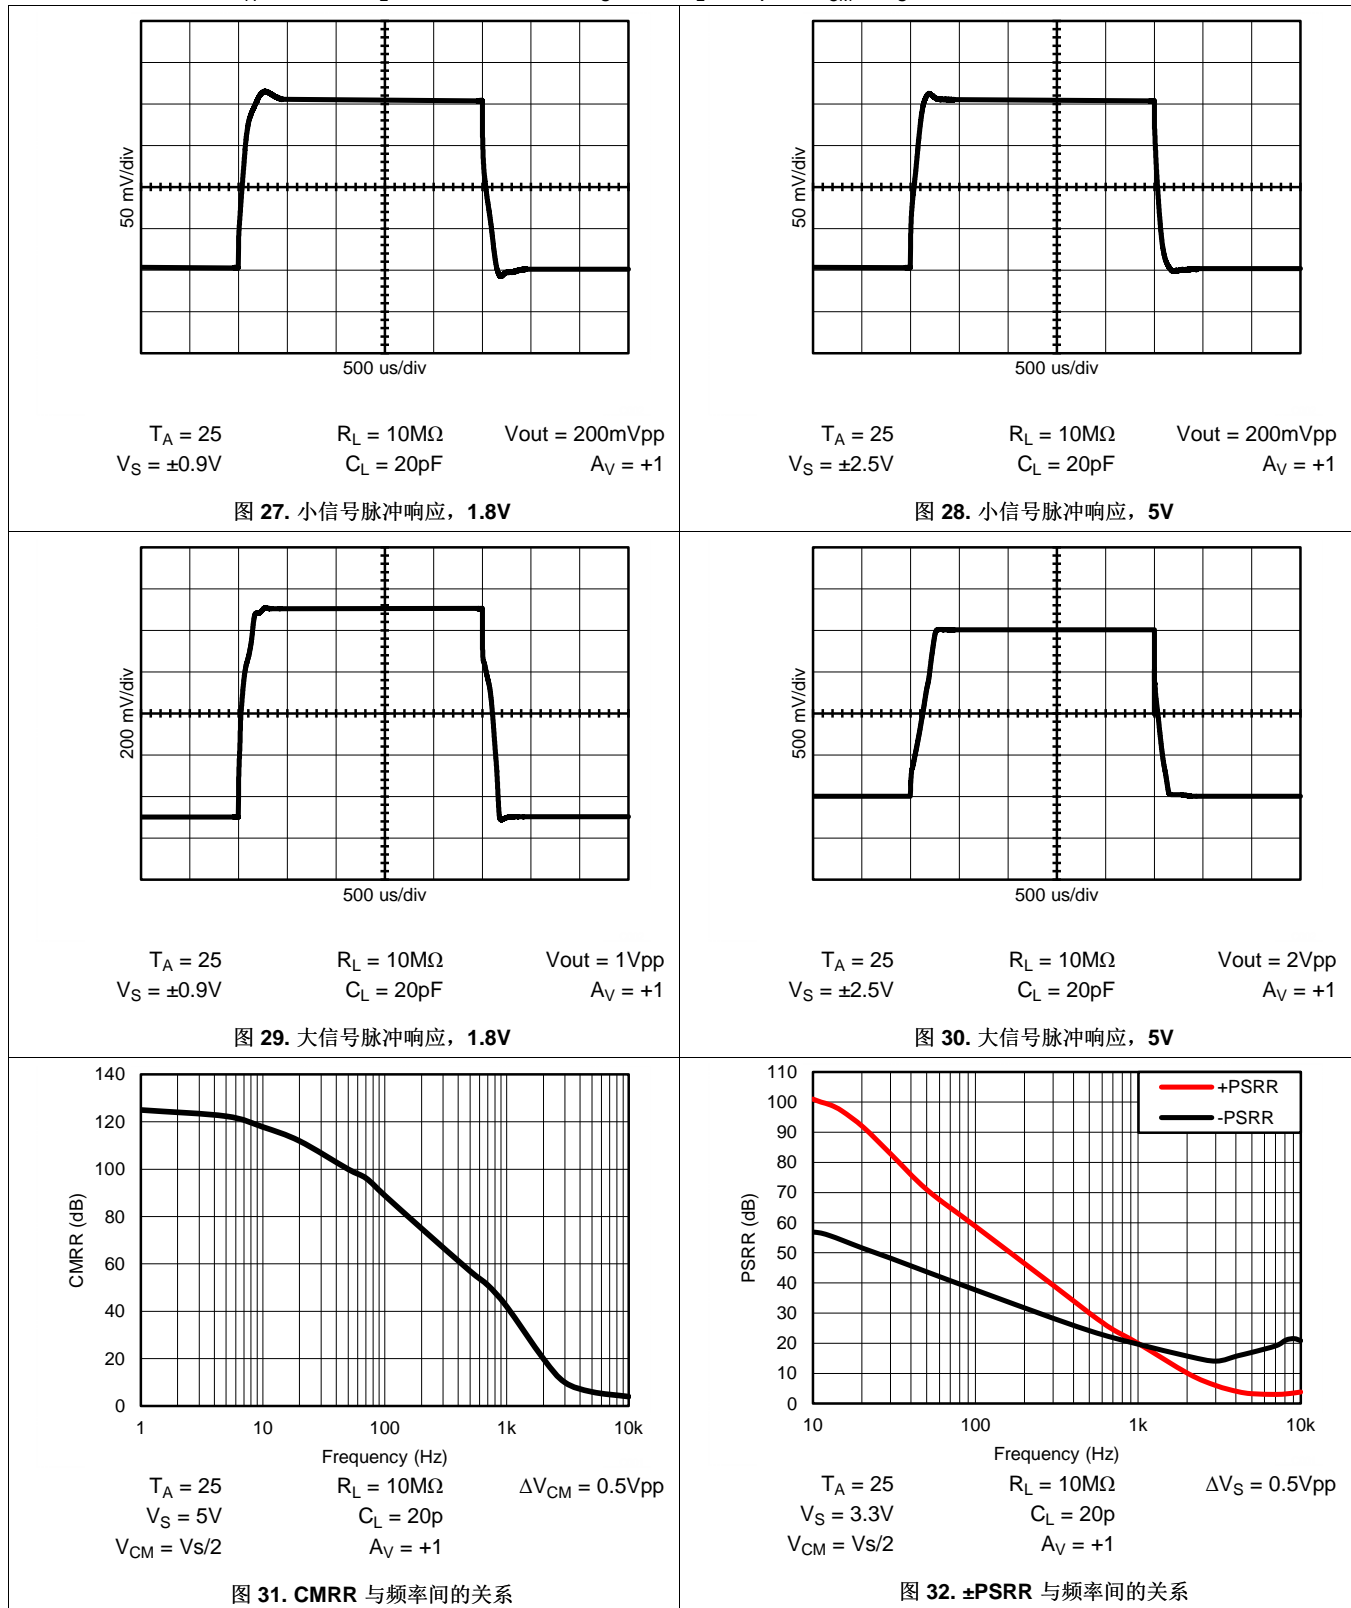 50 mV/div
500 us/div
T_A = 25 R_L = 10MΩ Vout = 200mVpp
V_S = ±0.9V C_L = 20pF A_V = +1
图 27. 小信号脉冲响应，1.8V
50 mV/div
500 us/div
T_A = 25 R_L = 10MΩ Vout = 200mVpp
V_S = ±2.5V C_L = 20pF A_V = +1
图 28. 小信号脉冲响应，5V
200 mV/div
500 us/div
T_A = 25 R_L = 10MΩ Vout = 1Vpp
V_S = ±0.9V C_L = 20pF A_V = +1
图 29. 大信号脉冲响应，1.8V
500 mV/div
500 us/div
T_A = 25 R_L = 10MΩ Vout = 2Vpp
V_S = ±2.5V C_L = 20pF A_V = +1
图 30. 大信号脉冲响应，5V
140
120
100
80
60
40
20
0
CMRR (dB)
1 10 100 1k 10k
Frequency (Hz)
T_A = 25 R_L = 10MΩ ΔV_CM = 0.5Vpp
V_S = 5V C_L = 20p
V_CM = Vs/2 A_V = +1
图 31. CMRR 与频率间的关系
110
100
90
80
70
60
50
40
30
20
10
0
PSRR (dB)
+PSRR
-PSRR
10 100 1k 10k
Frequency (Hz)
T_A = 25 R_L = 10MΩ ΔV_S = 0.5Vpp
V_S = 3.3V C_L = 20p
V_CM = Vs/2 A_V = +1
图 32. ±PSRR 与频率间的关系